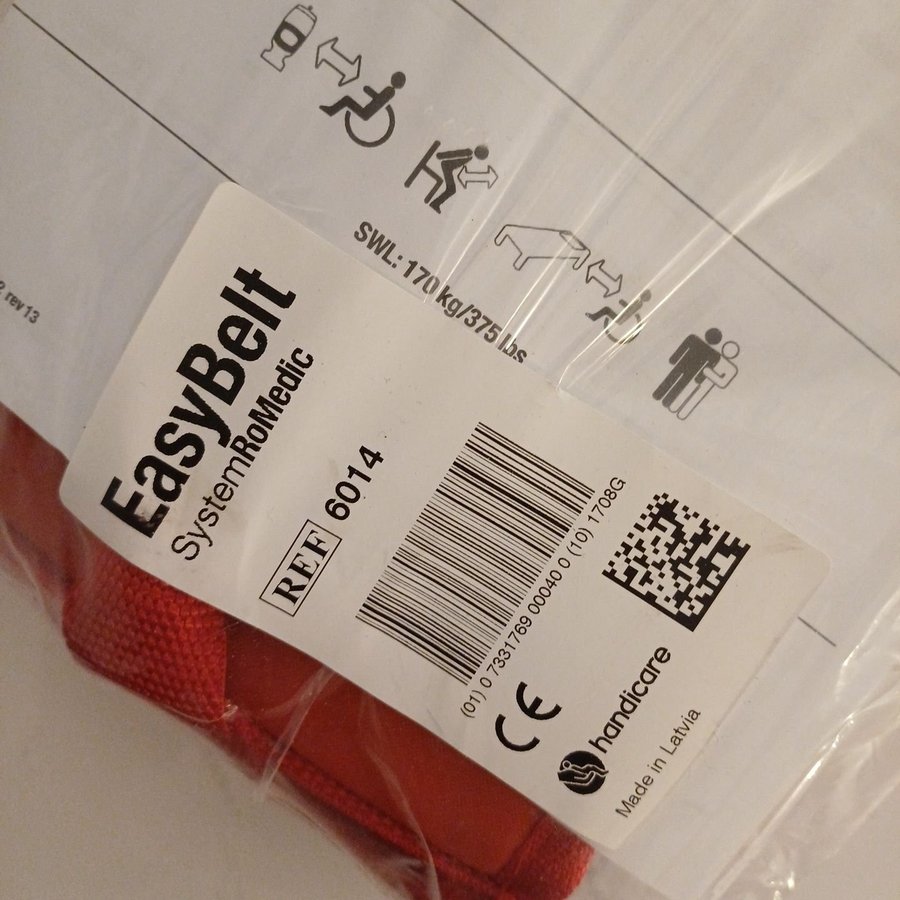 SWL: 170 kg/375 lbs
rev 13
EasyBelt
SystemRoMedic
REF 6014
(01) 0 7331769 00040 0 (10) 1708G
CE
handicare
Made in Latvia